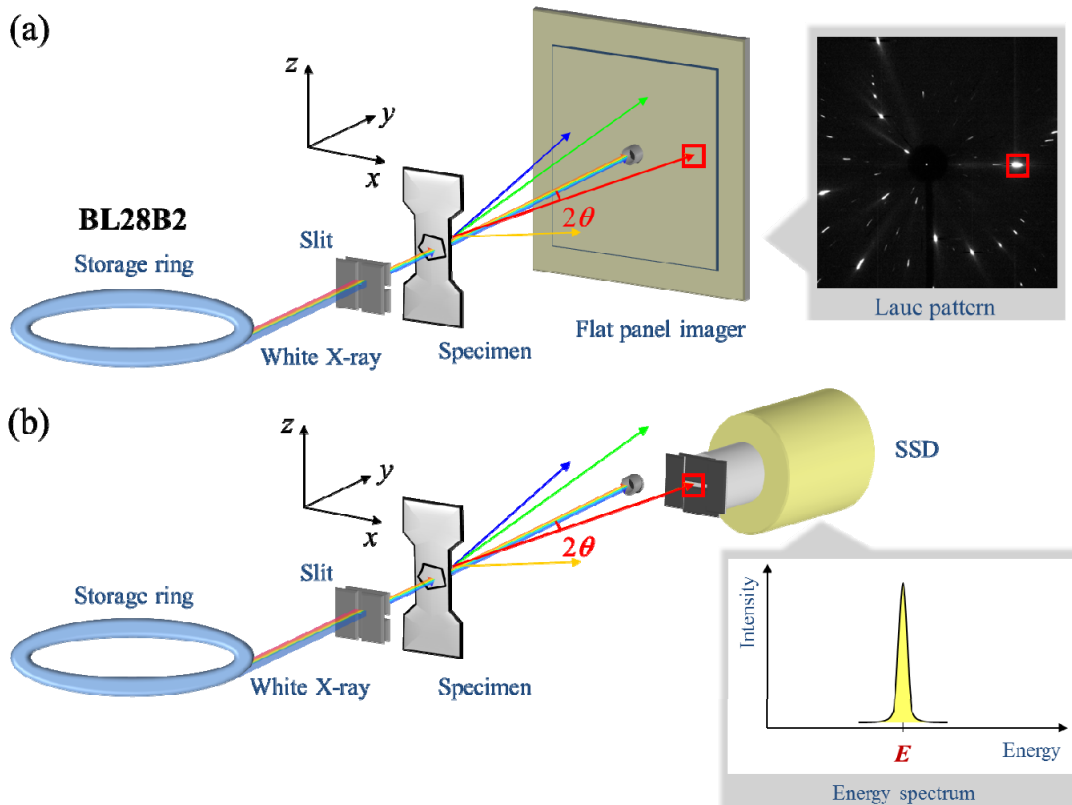 (a)
z
y
x
BL28B2
Storage ring
Slit
2θ
White X-ray
Specimen
Flat panel imager
Laue pattern
(b)
z
y
x
SSD
Slit
2θ
Storage ring
White X-ray
Specimen
Intensity
E
Energy
Energy spectrum